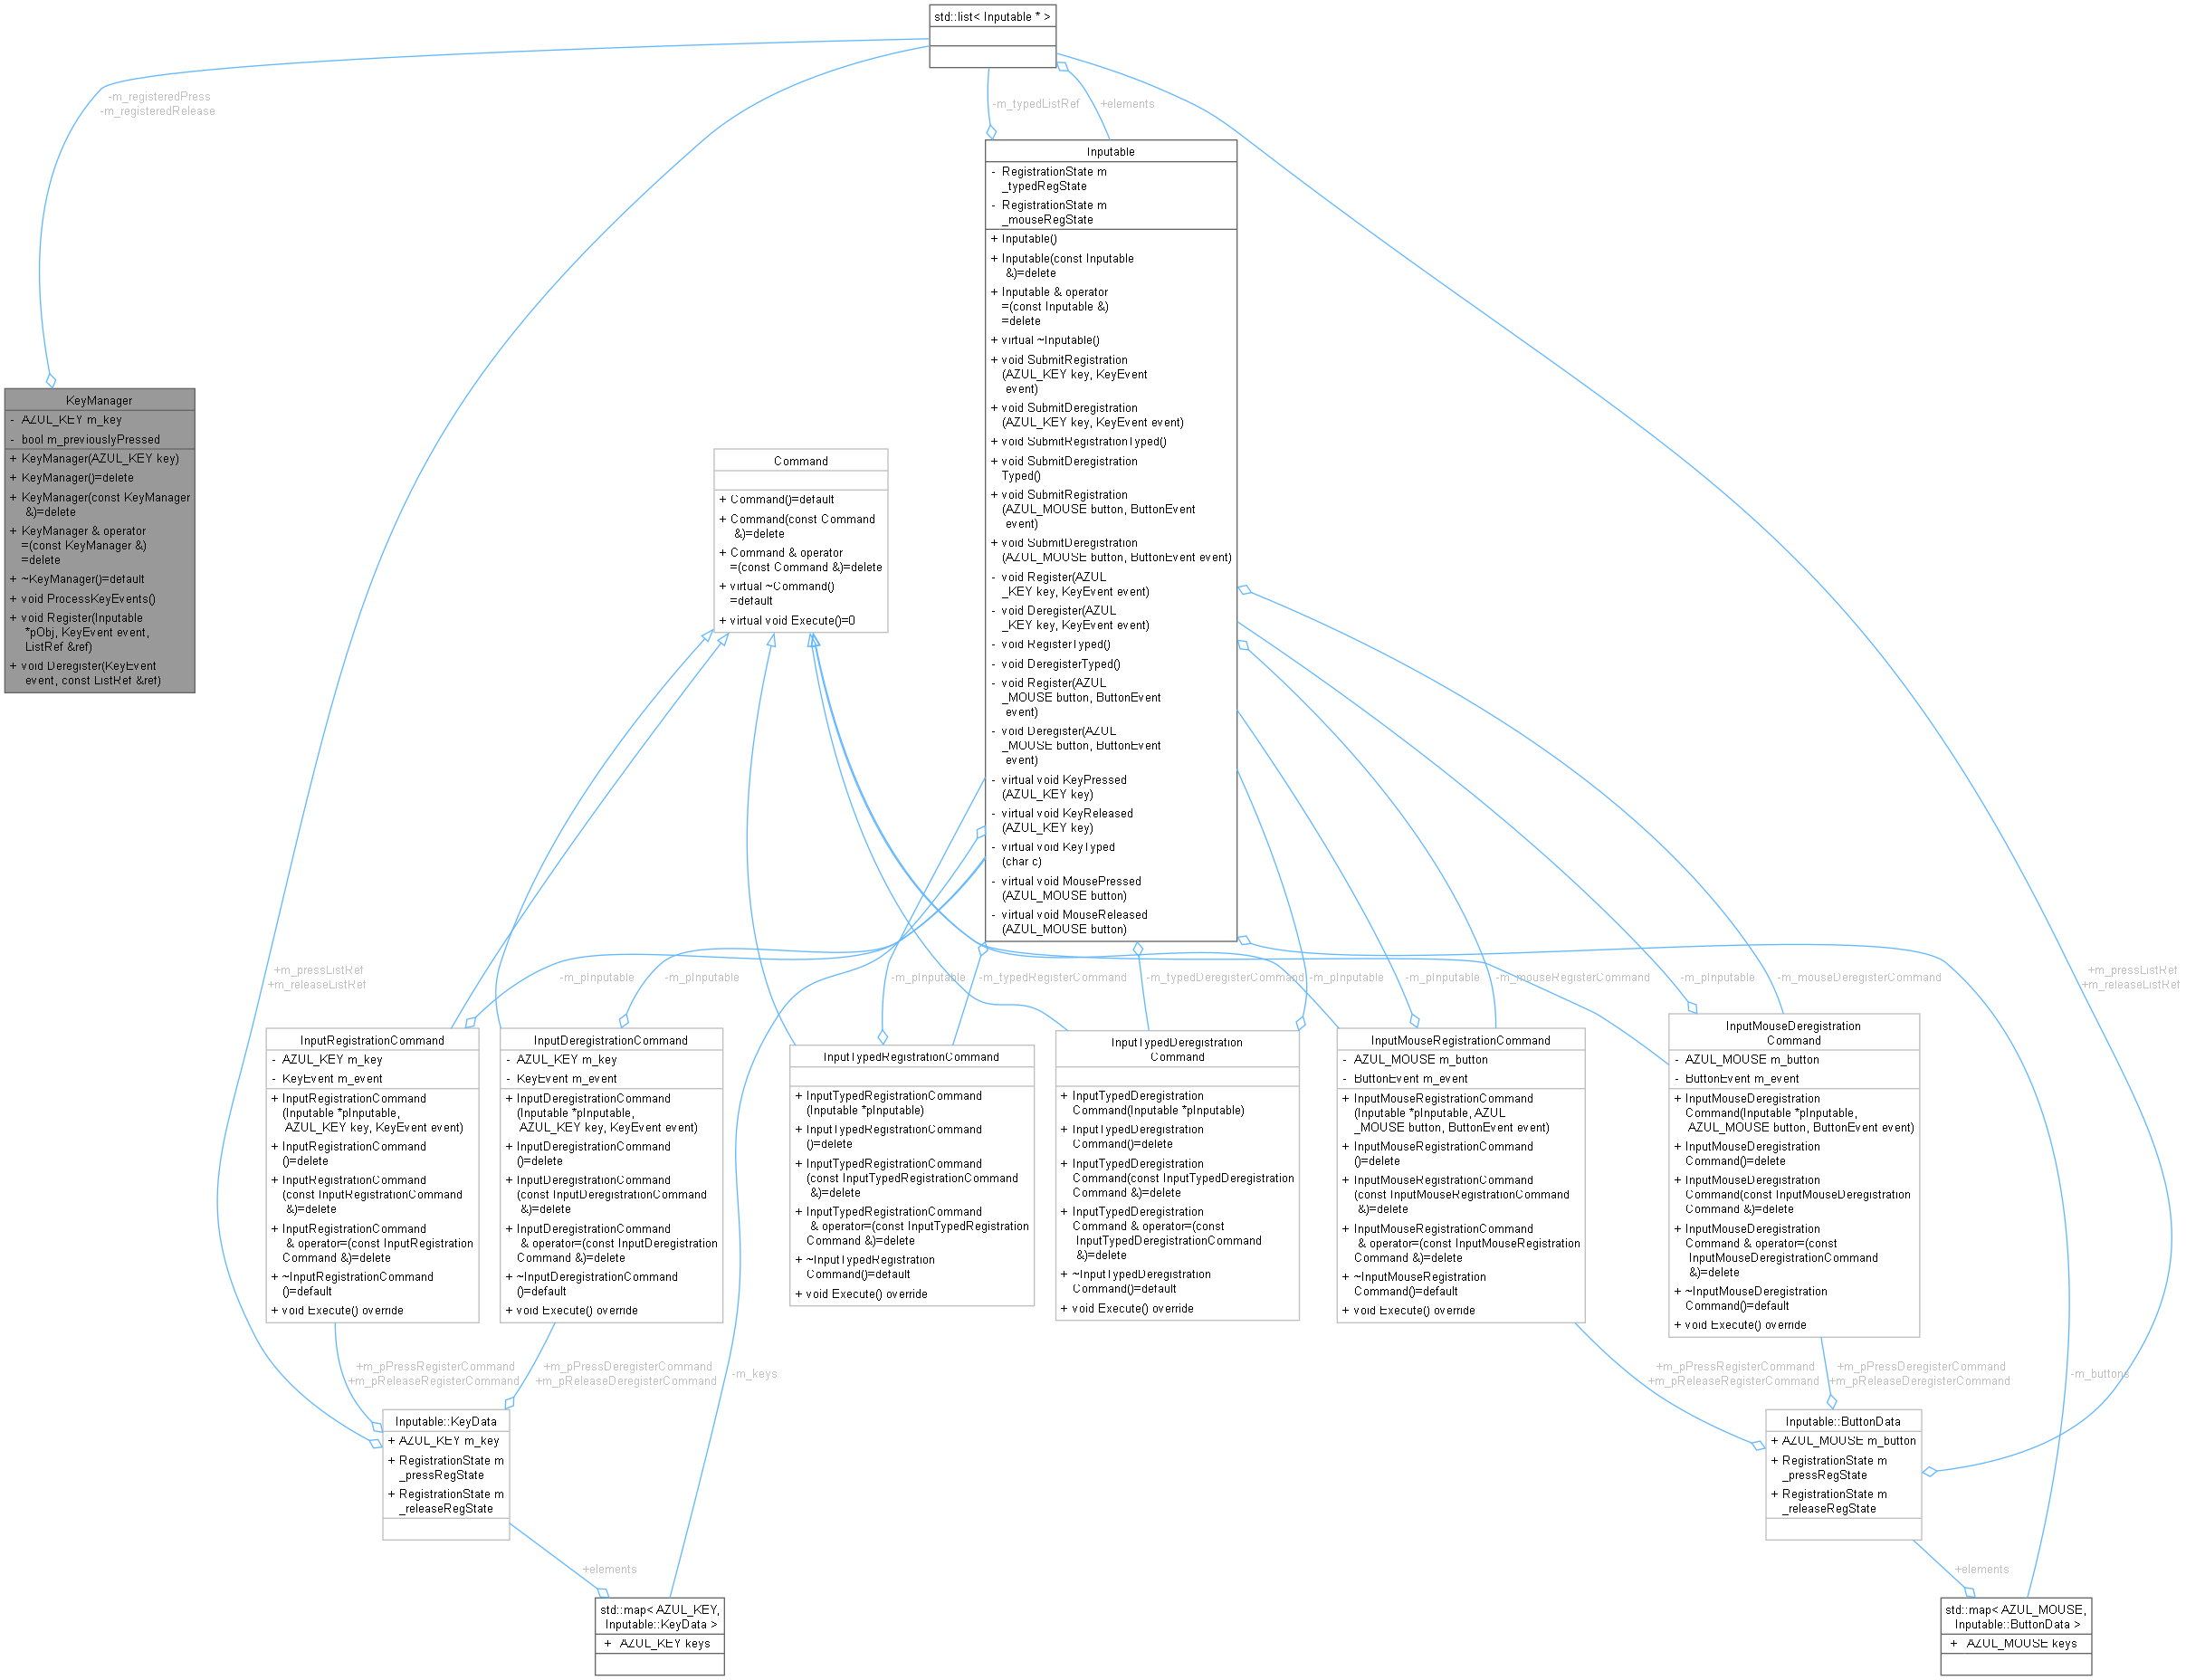 std::list< Inputable * >
-m_registeredPress
-m_registeredRelease
-m_typedListRef
+elements
Inputable
- RegistrationState m
_typedRegState
- RegistrationState m
_mouseRegState
+ Inputable()
+ Inputable(const Inputable
&)=delete
+ Inputable & operator
=(const Inputable &)
=delete
+ virtual ~Inputable()
+ void SubmitRegistration
(AZUL_KEY key, KeyEvent
event)
+ void SubmitDeregistration
(AZUL_KEY key, KeyEvent event)
+ void SubmitRegistrationTyped()
+ void SubmitDeregistration
Typed()
+ void SubmitRegistration
(AZUL_MOUSE button, ButtonEvent
event)
+ void SubmitDeregistration
(AZUL_MOUSE button, ButtonEvent event)
- void Register(AZUL
_KEY key, KeyEvent event)
- void Deregister(AZUL
_KEY key, KeyEvent event)
- void RegisterTyped()
- void DeregisterTyped()
- void Register(AZUL
_MOUSE button, ButtonEvent
event)
- void Deregister(AZUL
_MOUSE button, ButtonEvent
event)
- virtual void KeyPressed
(AZUL_KEY key)
- virtual void KeyReleased
(AZUL_KEY key)
- virtual void KeyTyped
(char c)
- virtual void MousePressed
(AZUL_MOUSE button)
- virtual void MouseReleased
(AZUL_MOUSE button)
KeyManager
- AZUL_KEY m_key
- bool m_previouslyPressed
+ KeyManager(AZUL_KEY key)
+ KeyManager()=delete
+ KeyManager(const KeyManager
&)=delete
+ KeyManager & operator
=(const KeyManager &)
=delete
+ ~KeyManager()=default
+ void ProcessKeyEvents()
+ void Register(Inputable
*pObj, KeyEvent event,
ListRef &ref)
+ void Deregister(KeyEvent
event, const ListRef &ref)
Command
+ Command()=default
+ Command(const Command
&)=delete
+ Command & operator
=(const Command &)=delete
+ virtual ~Command()
=default
+ virtual void Execute()=0
+m_pressListRef
+m_releaseListRef
-m_pInputable
-m_pInputable
-m_pInputable
-m_typedRegisterCommand
-m_typedDeregisterCommand
-m_pInputable
-m_pInputable
-m_mouseRegisterCommand
-m_pInputable
-m_mouseDeregisterCommand
+m_pressListRef
+m_releaseListRef
InputRegistrationCommand
- AZUL_KEY m_key
- KeyEvent m_event
+ InputRegistrationCommand
(Inputable *pInputable,
AZUL_KEY key, KeyEvent event)
+ InputRegistrationCommand
()=delete
+ InputRegistrationCommand
(const InputRegistrationCommand
&)=delete
+ InputRegistrationCommand
& operator=(const InputRegistration
Command &)=delete
+ ~InputRegistrationCommand
()=default
+ void Execute() override
InputDeregistrationCommand
- AZUL_KEY m_key
- KeyEvent m_event
+ InputDeregistrationCommand
(Inputable *pInputable,
AZUL_KEY key, KeyEvent event)
+ InputDeregistrationCommand
()=delete
+ InputDeregistrationCommand
(const InputDeregistrationCommand
&)=delete
+ InputDeregistrationCommand
& operator=(const InputDeregistration
Command &)=delete
+ ~InputDeregistrationCommand
()=default
+ void Execute() override
InputTypedRegistrationCommand
+ InputTypedRegistrationCommand
(Inputable *pInputable)
+ InputTypedRegistrationCommand
()=delete
+ InputTypedRegistrationCommand
(const InputTypedRegistrationCommand
&)=delete
+ InputTypedRegistrationCommand
& operator=(const InputTypedRegistration
Command &)=delete
+ ~InputTypedRegistration
Command()=default
+ void Execute() override
InputTypedDeregistration
Command
+ InputTypedDeregistration
Command(Inputable *pInputable)
+ InputTypedDeregistration
Command()=delete
+ InputTypedDeregistration
Command(const InputTypedDeregistration
Command &)=delete
+ InputTypedDeregistration
Command & operator=(const
InputTypedDeregistrationCommand
&)=delete
+ ~InputTypedDeregistration
Command()=default
+ void Execute() override
InputMouseRegistrationCommand
- AZUL_MOUSE m_button
- ButtonEvent m_event
+ InputMouseRegistrationCommand
(Inputable *pInputable, AZUL
_MOUSE button, ButtonEvent event)
+ InputMouseRegistrationCommand
()=delete
+ InputMouseRegistrationCommand
(const InputMouseRegistrationCommand
&)=delete
+ InputMouseRegistrationCommand
& operator=(const InputMouseRegistration
Command &)=delete
+ ~InputMouseRegistration
Command()=default
+ void Execute() override
InputMouseDeregistration
Command
- AZUL_MOUSE m_button
- ButtonEvent m_event
+ InputMouseDeregistration
Command(Inputable *pInputable,
AZUL_MOUSE button, ButtonEvent event)
+ InputMouseDeregistration
Command()=delete
+ InputMouseDeregistration
Command(const InputMouseDeregistration
Command &)=delete
+ InputMouseDeregistration
Command & operator=(const
InputMouseDeregistrationCommand
&)=delete
+ ~InputMouseDeregistration
Command()=default
+ void Execute() override
+m_pPressRegisterCommand
+m_pReleaseRegisterCommand
+m_pPressDeregisterCommand
+m_pReleaseDeregisterCommand
-m_keys
+m_pPressRegisterCommand
+m_pReleaseRegisterCommand
+m_pPressDeregisterCommand
+m_pReleaseDeregisterCommand
-m_buttons
Inputable::KeyData
+ AZUL_KEY m_key
+ RegistrationState m
_pressRegState
+ RegistrationState m
_releaseRegState
Inputable::ButtonData
+ AZUL_MOUSE m_button
+ RegistrationState m
_pressRegState
+ RegistrationState m
_releaseRegState
+elements
+elements
std::map< AZUL_KEY,
Inputable::KeyData >
+ AZUL_KEY keys
std::map< AZUL_MOUSE,
Inputable::ButtonData >
+ AZUL_MOUSE keys